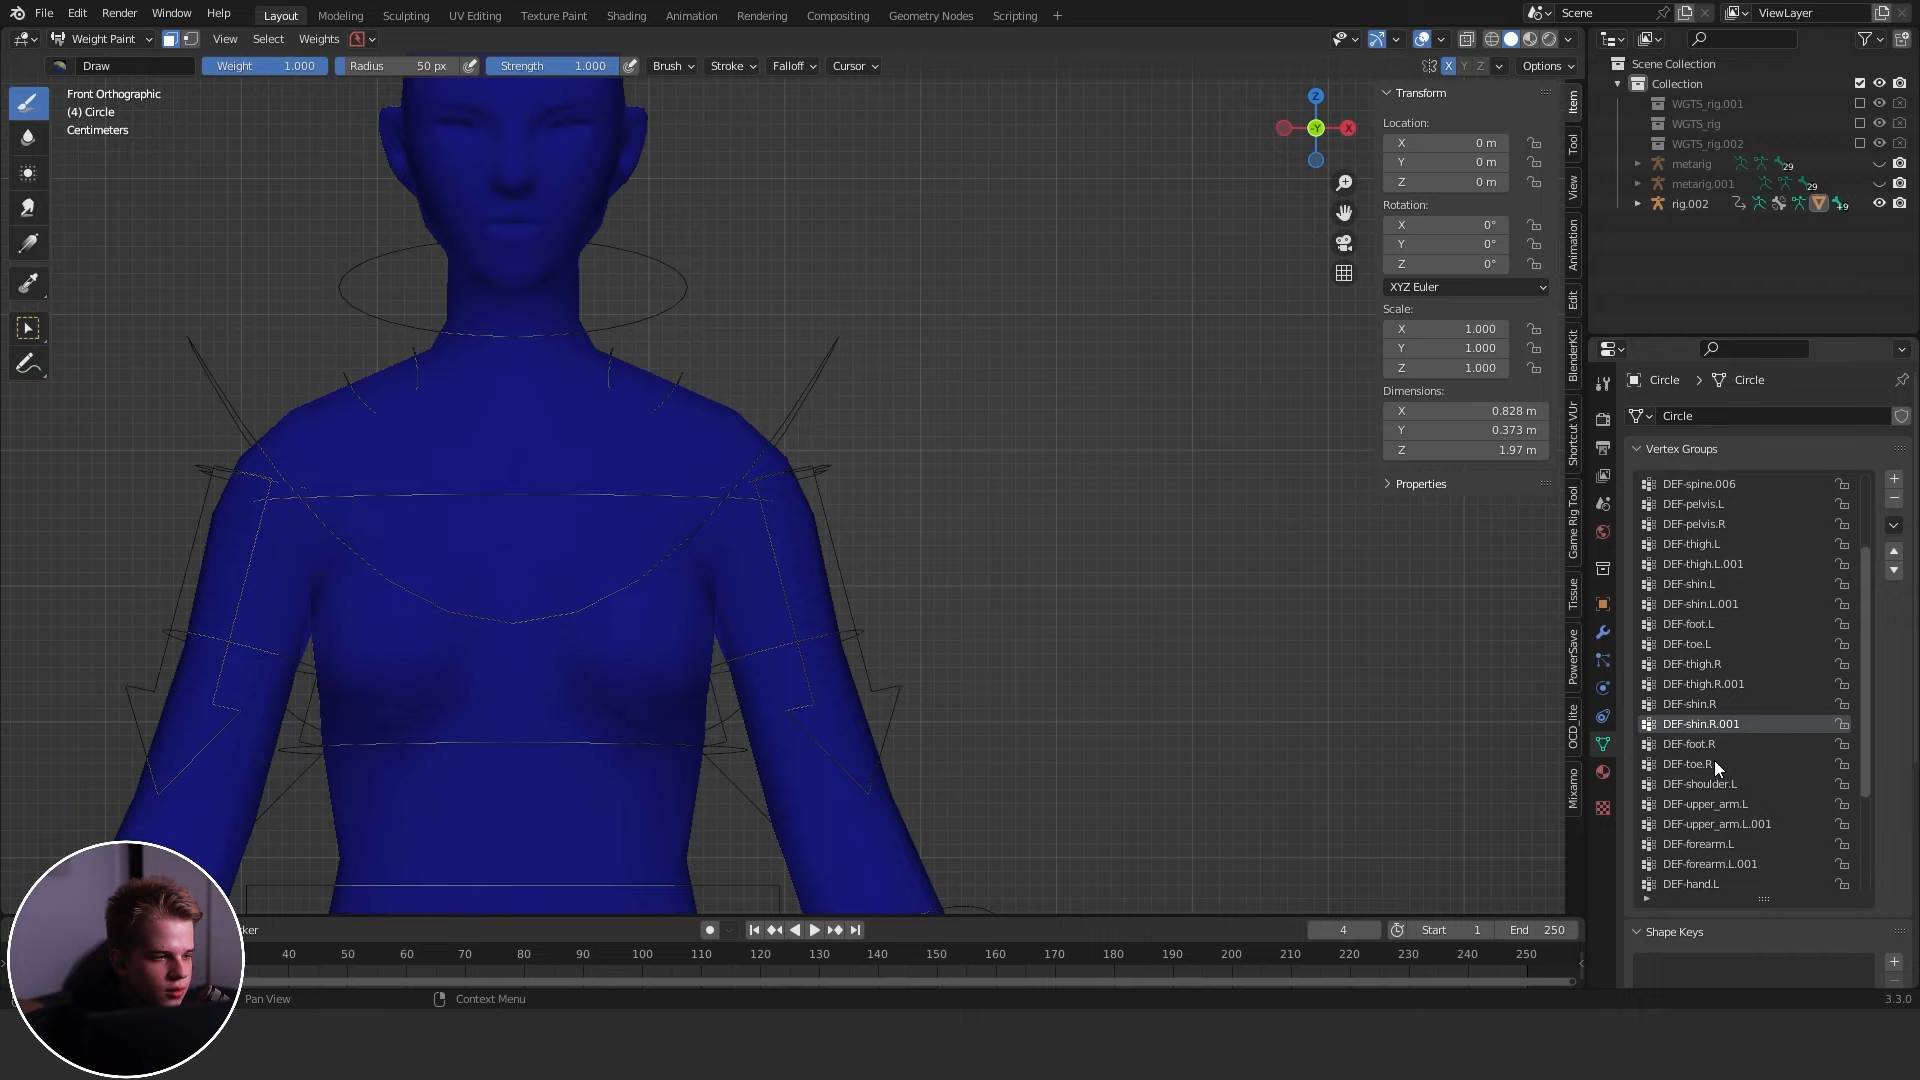 File Edit Render Window Help Layout Modeling Sculpting UV Editing Texture Paint Shading Animation Rendering Compositing Geometry Nodes Scripting + Scene ViewLayer
Weight Paint View Select Weights
Draw Weight 1.000 Radius 50 px Strength 1.000 Brush Stroke Falloff Cursor X Y Z Options
Front Orthographic
(4) Circle
Centimeters
Z
Y
X
Transform
Location:
X 0 m
Y 0 m
Z 0 m
Rotation:
X 0°
Y 0°
Z 0°
XYZ Euler
Scale:
X 1.000
Y 1.000
Z 1.000
Dimensions:
X 0.828 m
Y 0.373 m
Z 1.97 m
Properties
Item
Tool
View
Animation
Edit
BlenderKit
Shortcut VUr
Game Rig Tool
Tissue
PowerSave
OCD_lite
Mixamo
Scene Collection
Collection
WGTS_rig.001
WGTS_rig
WGTS_rig.002
metarig 29
metarig.001 29
rig.002 +9
Circle > Circle
Circle
Vertex Groups
DEF-spine.006
DEF-pelvis.L
DEF-pelvis.R
DEF-thigh.L
DEF-thigh.L.001
DEF-shin.L
DEF-shin.L.001
DEF-foot.L
DEF-toe.L
DEF-thigh.R
DEF-thigh.R.001
DEF-shin.R
DEF-shin.R.001
DEF-foot.R
DEF-toe.R
DEF-shoulder.L
DEF-upper_arm.L
DEF-upper_arm.L.001
DEF-forearm.L
DEF-forearm.L.001
DEF-hand.L
Shape Keys
4 Start 1 End 250
40 50 60 70 80 90 100 110 120 130 140 150 160 170 180 190 200 210 220 230 240 250
Pan View Context Menu 3.3.0